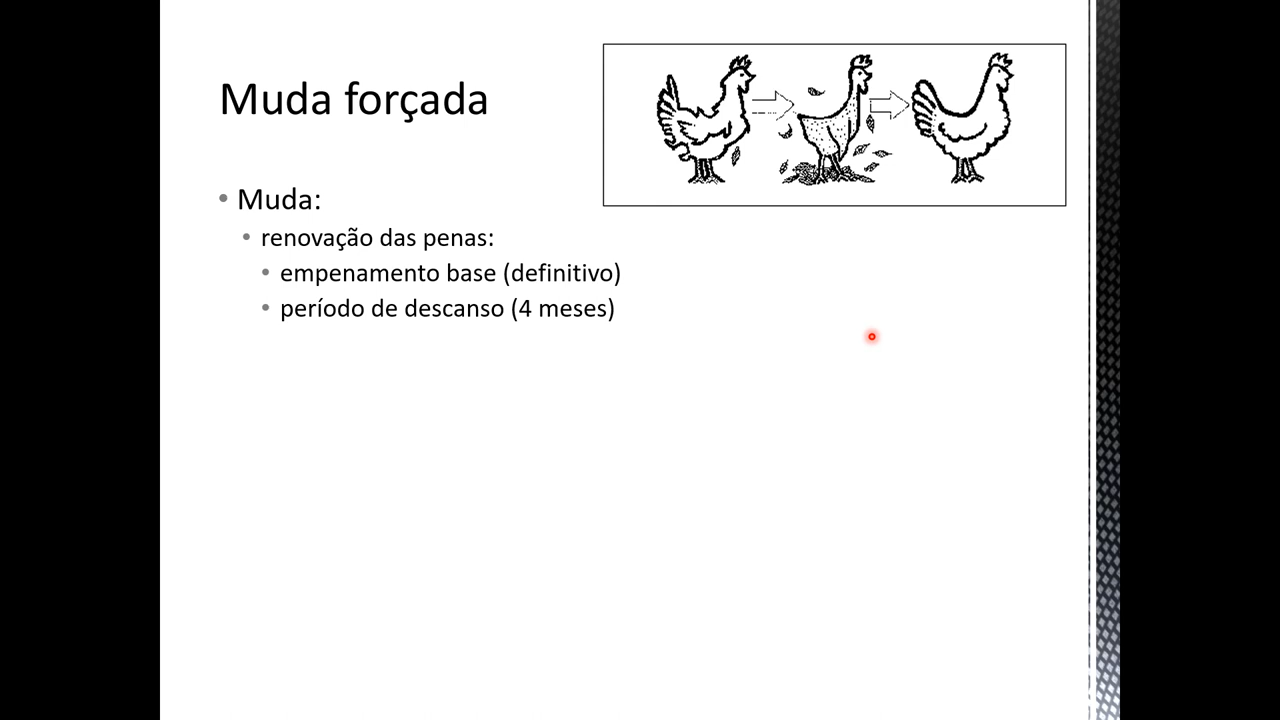 Muda forçada
Muda:
renovação das penas:
empenamento base (definitivo)
período de descanso (4 meses)